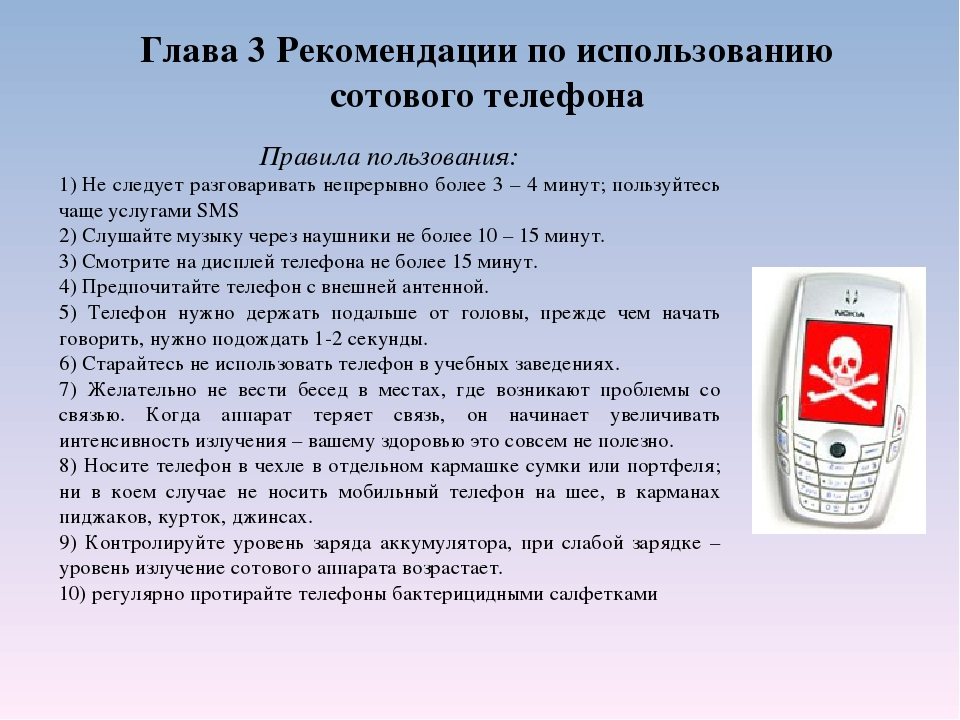 Глава 3 Рекомендации по использованию
сотового телефона
Правила пользования:
1) Не следует разговаривать непрерывно более 3 – 4 минут; пользуйтесь
чаще услугами SMS
2) Слушайте музыку через наушники не более 10 – 15 минут.
3) Смотрите на дисплей телефона не более 15 минут.
4) Предпочитайте телефон с внешней антенной.
5) Телефон нужно держать подальше от головы, прежде чем начать
говорить, нужно подождать 1-2 секунды.
6) Старайтесь не использовать телефон в учебных заведениях.
7) Желательно не вести бесед в местах, где возникают проблемы со
связью. Когда аппарат теряет связь, он начинает увеличивать
интенсивность излучения – вашему здоровью это совсем не полезно.
8) Носите телефон в чехле в отдельном кармашке сумки или портфеля;
ни в коем случае не носить мобильный телефон на шее, в карманах
пиджаков, курток, джинсах.
9) Контролируйте уровень заряда аккумулятора, при слабой зарядке –
уровень излучение сотового аппарата возрастает.
10) регулярно протирайте телефоны бактерицидными салфетками
NOKIA